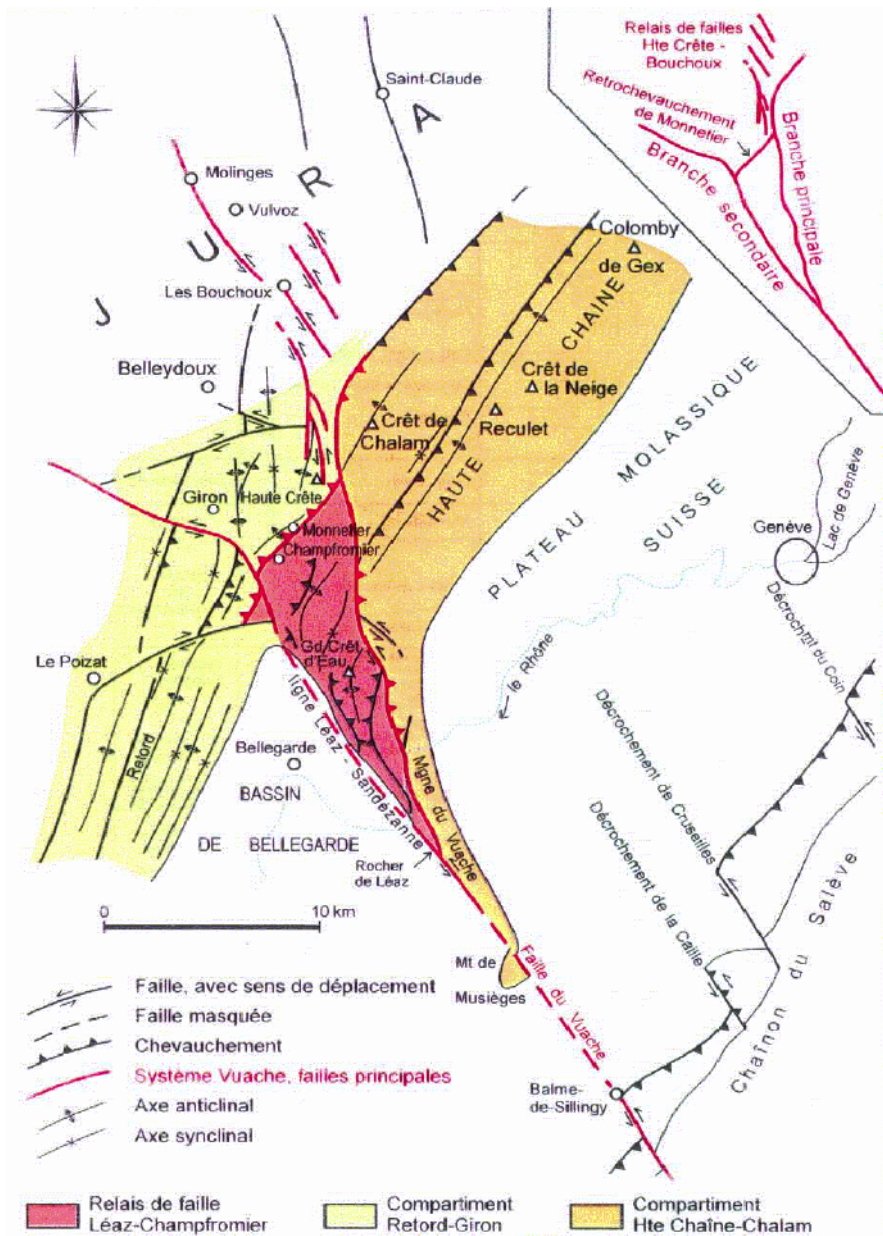 Relais de failles
Hte Crête -
Bouchoux
Retrochevauchement
de Monnetier
Branche principale
Branche secondaire
Saint-Claude
J U R A
Molinges
Vulvoz
Les Bouchoux
Belleydoux
Colomby
de Gex
HAUTE CHAINE
Crêt de
la Neige
Reculet
Crêt de
Chalam
Giron
Haute Crête
Monnetier
Champfromier
PLATEAU MOLASSIQUE
SUISSE
Genève
Lac de Genève
le Rhône
Le Poizat
Retord
Gd Crêt
d'Eau
ligne Léaz - Sandézanne
Bellegarde
BASSIN
DE BELLEGARDE
Mgne du Vuache
Rocher
de Léaz
Décrochmt du Coin
Décrochement de Cruseilles
Décrochement de la Caille
Chaînon du Salève
0 10 km
Mt de
Musièges
Faille du Vuache
Balme-
de-Sillingy
Faille, avec sens de déplacement
Faille masquée
Chevauchement
Système Vuache, failles principales
Axe anticlinal
Axe synclinal
Relais de faille
Léaz-Champfromier
Compartiment
Retord-Giron
Compartiment
Hte Chaîne-Chalam